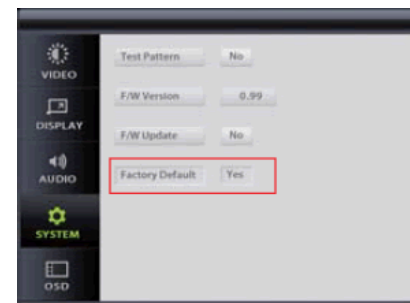 VIDEO
DISPLAY
AUDIO
SYSTEM
OSD
Test Pattern No
F/W Version 0.99
F/W Update No
Factory Default Yes